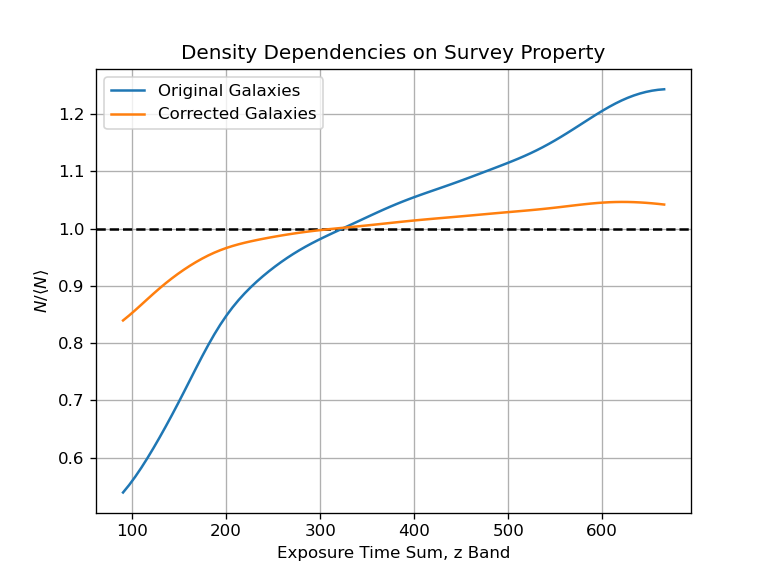 Density Dependencies on Survey Property
Original Galaxies
Corrected Galaxies
1.2
1.1
1.0
0.9
0.8
0.7
0.6
N/⟨N⟩
100 200 300 400 500 600
Exposure Time Sum, z Band